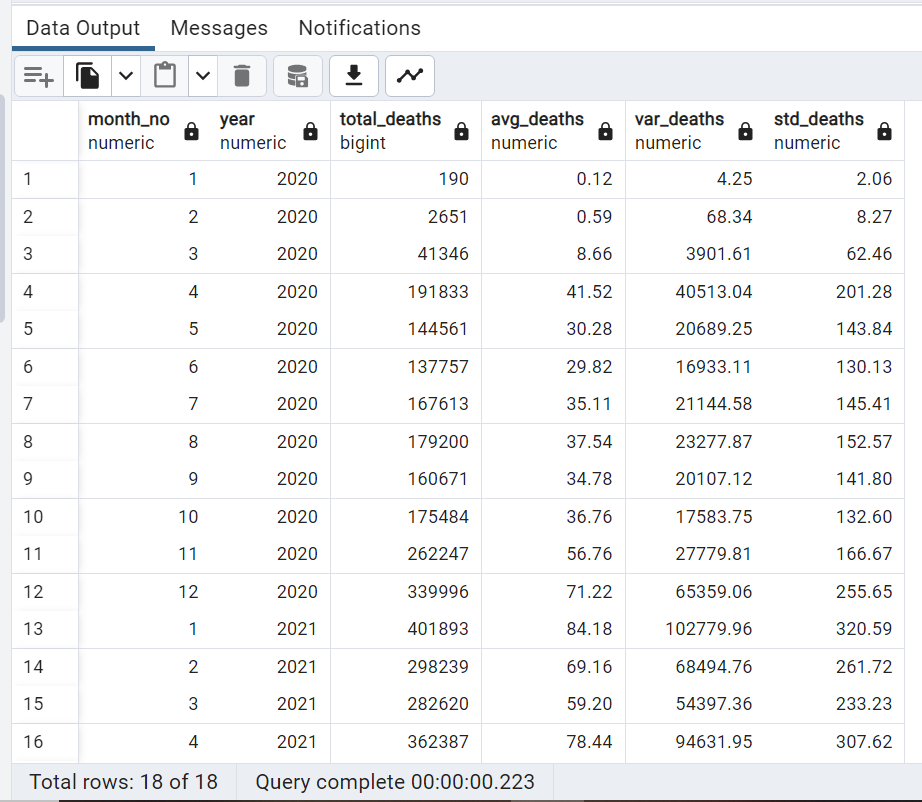 Data Output Messages Notifications
month_no year total_deaths avg_deaths var_deaths std_deaths
numeric numeric bigint numeric numeric numeric
1 1 2020 190 0.12 4.25 2.06
2 2 2020 2651 0.59 68.34 8.27
3 3 2020 41346 8.66 3901.61 62.46
4 4 2020 191833 41.52 40513.04 201.28
5 5 2020 144561 30.28 20689.25 143.84
6 6 2020 137757 29.82 16933.11 130.13
7 7 2020 167613 35.11 21144.58 145.41
8 8 2020 179200 37.54 23277.87 152.57
9 9 2020 160671 34.78 20107.12 141.80
10 10 2020 175484 36.76 17583.75 132.60
11 11 2020 262247 56.76 27779.81 166.67
12 12 2020 339996 71.22 65359.06 255.65
13 1 2021 401893 84.18 102779.96 320.59
14 2 2021 298239 69.16 68494.76 261.72
15 3 2021 282620 59.20 54397.36 233.23
16 4 2021 362387 78.44 94631.95 307.62
Total rows: 18 of 18 Query complete 00:00:00.223